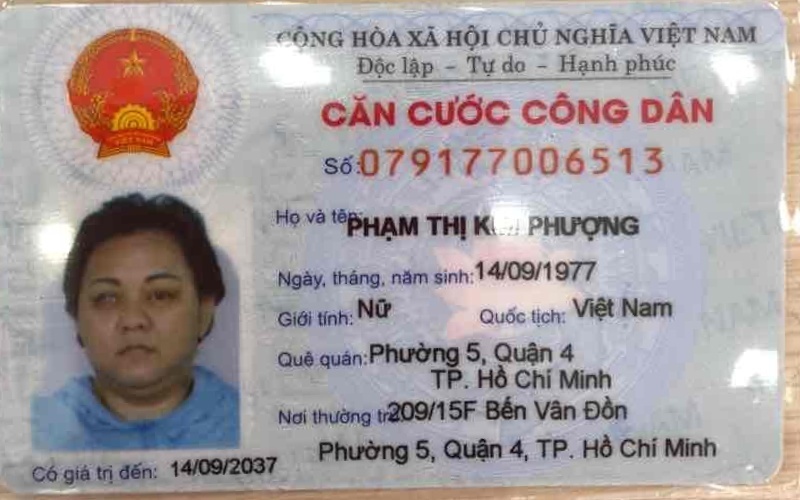 CỘNG HÒA XÃ HỘI CHỦ NGHĨA VIỆT NAM
Độc lập - Tự do - Hạnh phúc
CĂN CƯỚC CÔNG DÂN
Số: 079177006513
Họ và tên: PHẠM THỊ PHƯỢNG
Ngày, tháng, năm sinh: 14/09/1977
Giới tính: Nữ Quốc tịch: Việt Nam
Quê quán: Phường 5, Quận 4
TP. Hồ Chí Minh
Nơi thường trú: 209/15F Bến Vân Đồn
Phường 5, Quận 4, TP. Hồ Chí Minh
Có giá trị đến: 14/09/2037